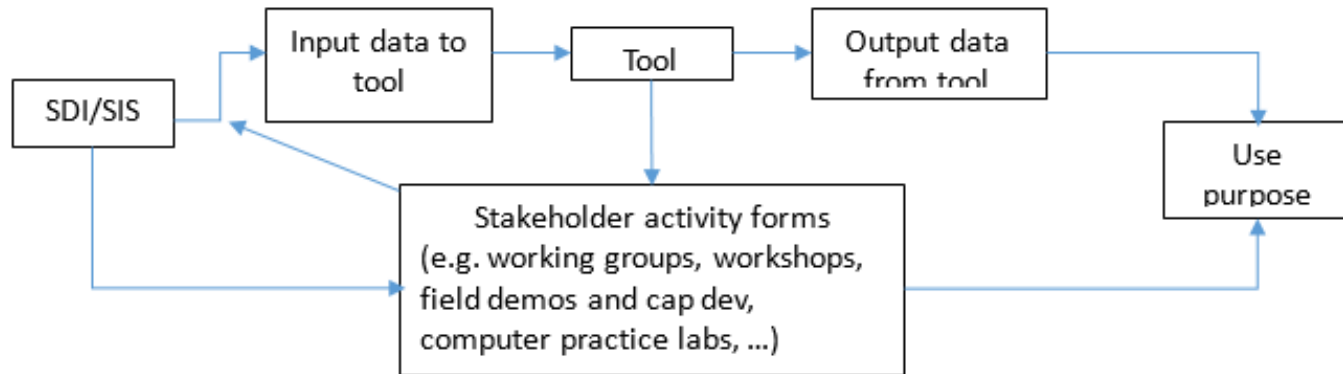 Input data to
tool
Tool
Output data
from tool
SDI/SIS
Use
purpose
Stakeholder activity forms
(e.g. working groups, workshops,
field demos and cap dev,
computer practice labs, …)